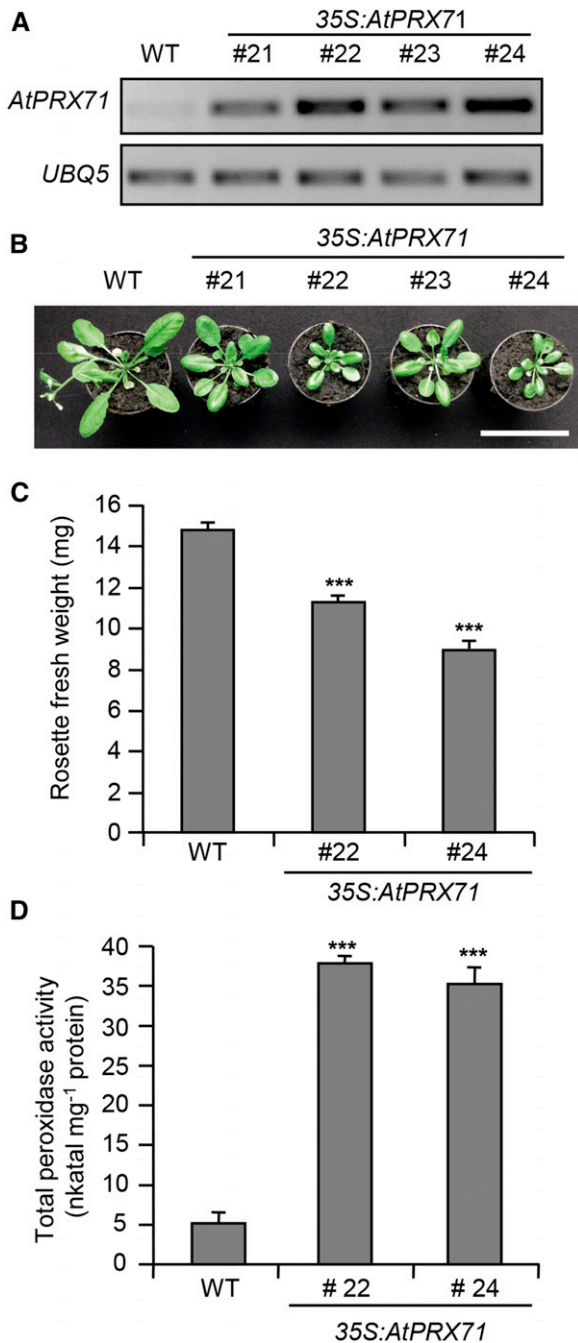 A
35S:AtPRX71
WT #21 #22 #23 #24
AtPRX71
UBQ5
B
35S:AtPRX71
WT #21 #22 #23 #24
C
16
14
12
10
8
6
4
2
0
Rosette fresh weight (mg)
***
***
WT #22 #24
35S:AtPRX71
D
40
35
30
25
20
15
10
5
0
Total peroxidase activity
(nkatal mg⁻¹ protein)
***
***
WT # 22 # 24
35S:AtPRX71